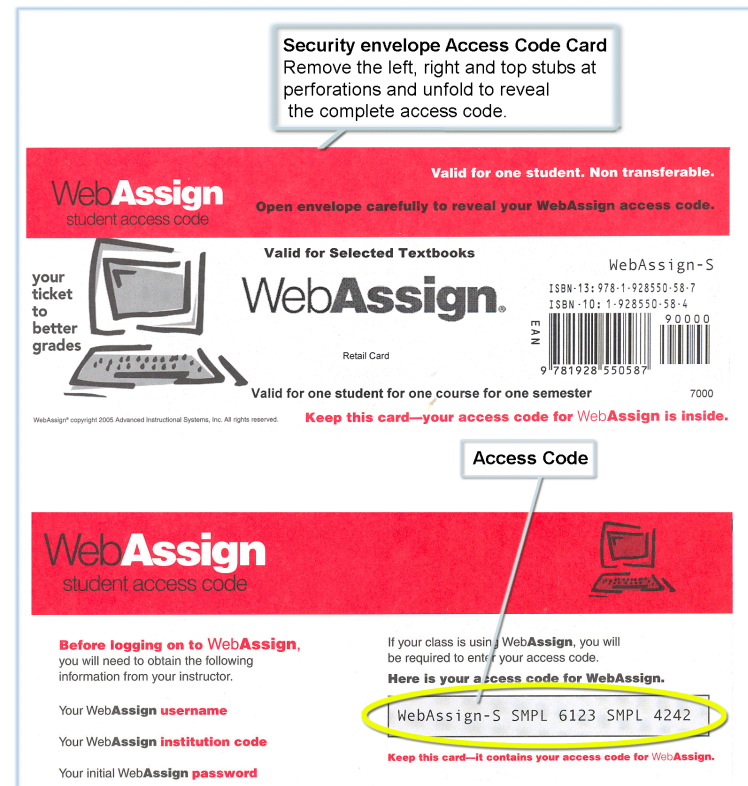 Security envelope Access Code Card
Remove the left, right and top stubs at
perforations and unfold to reveal
the complete access code.
Valid for one student. Non transferable.
WebAssign
student access code
Open envelope carefully to reveal your WebAssign access code.
Valid for Selected Textbooks
WebAssign-S
your
ticket
to
better
grades
WebAssign®
ISBN-13: 978-1-928550-58-7
ISBN-10: 1-928550-58-4
90000
EAN
Retail Card
9 781928 550587
Valid for one student for one course for one semester
7000
WebAssign® copyright 2005 Advanced Instructional Systems, Inc. All rights reserved.
Keep this card—your access code for WebAssign is inside.
Access Code
WebAssign
student access code
Before logging on to WebAssign,
you will need to obtain the following
information from your instructor.
Your WebAssign username
Your WebAssign institution code
Your initial WebAssign password
If your class is using WebAssign, you will
be required to enter your access code.
Here is your access code for WebAssign.
WebAssign-S SMPL 6123 SMPL 4242
Keep this card—it contains your access code for WebAssign.